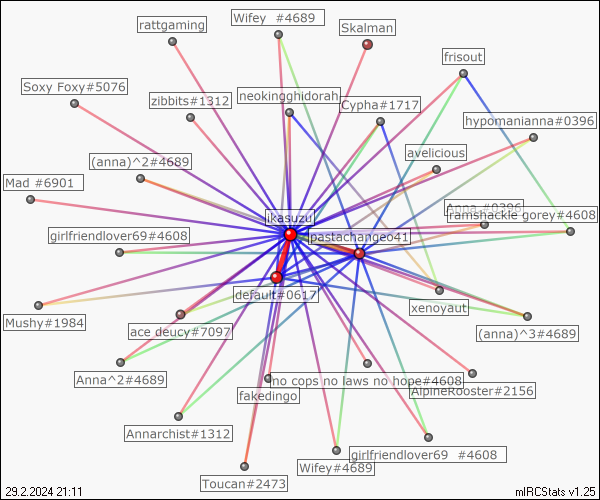 Wifey  #4689
rattgaming
Skalman
frisout
Soxy Foxy#5076
zibbits#1312
neokingghidorah
Cypha#1717
hypomanianna#0396
(anna)^2#4689
avelicious
Mad #6901
Anna #0396
ramshackle gorey#4608
ikasuzu
girlfriendlover69#4608
pastachangeo41
default#0617
xenoyaut
Mushy#1984
ace deucy#7097
(anna)^3#4689
Anna^2#4689
no cops no laws no hope#4608
AlpineRooster#2156
fakedingo
Annarchist#1312
girlfriendlover69  #4608
Wifey#4689
Toucan#2473
29.2.2024 21:11
mIRCStats v1.25